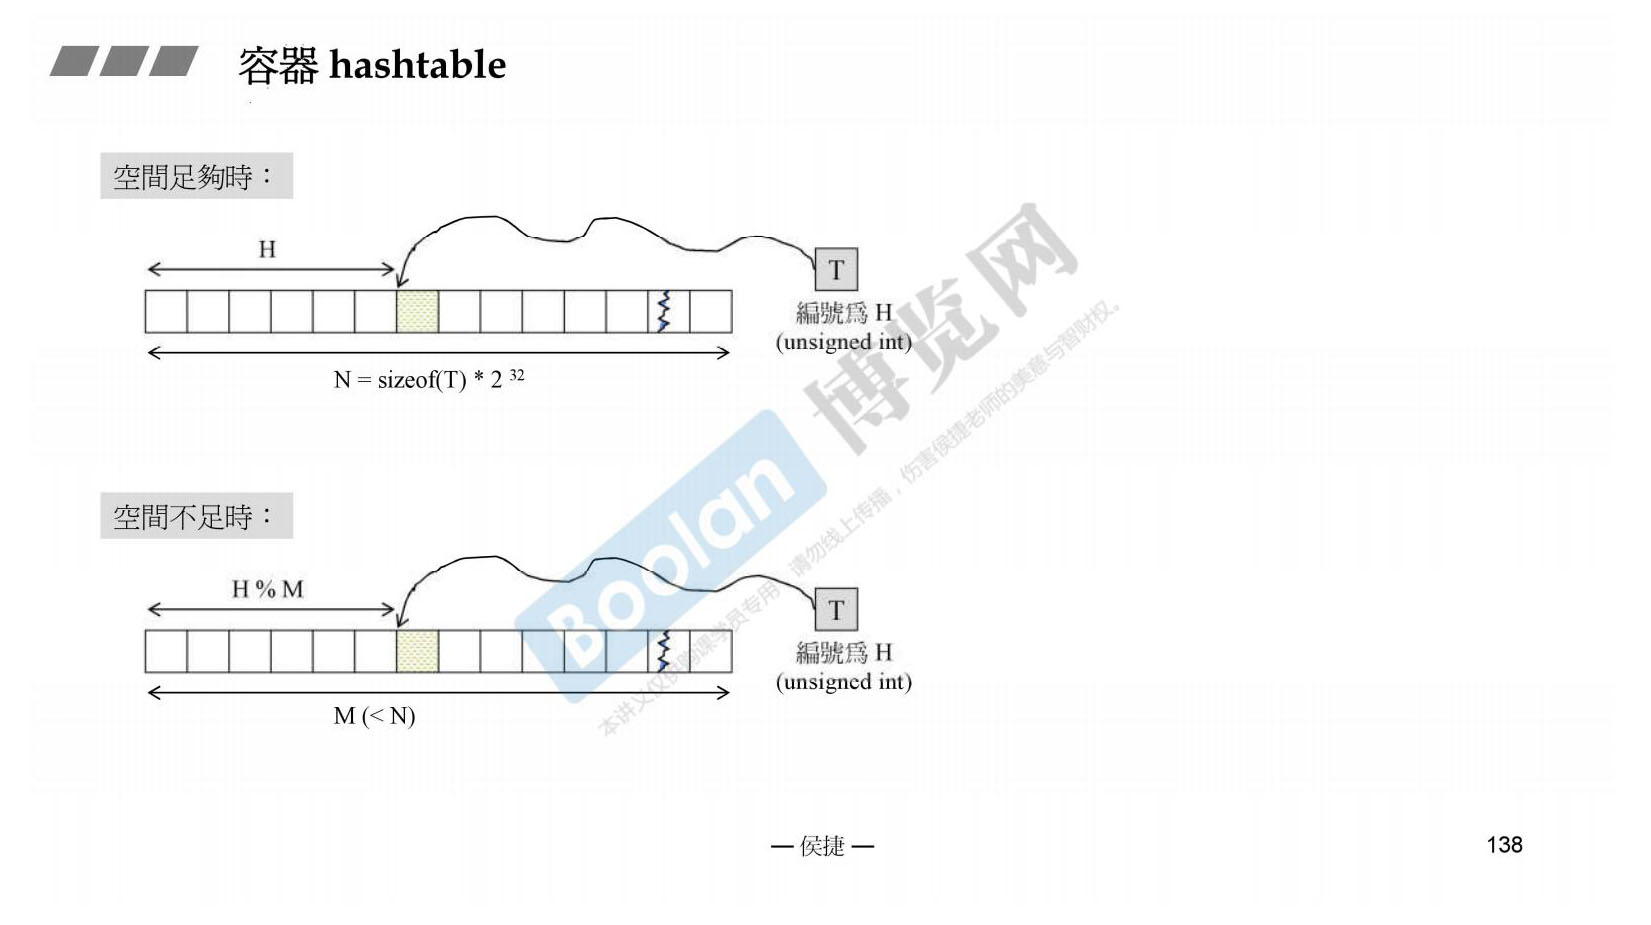 容器 hashtable
空間足夠時：
H
T
編號為 H
(unsigned int)
N = sizeof(T) * 2 32
空間不足時：
H % M
T
編號為 H
(unsigned int)
M (< N)
Boolan 博览网
本讲义仅供购课学员专用，请勿线上传播，伤害侯捷老师的美意与智财权。
— 侯捷 —
138